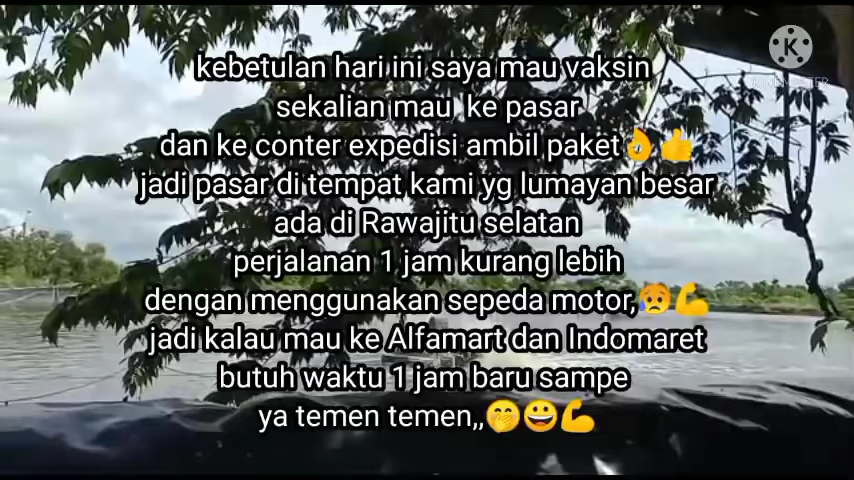 kebetulan hari ini saya mau vaksin
sekalian mau ke pasar
dan ke conter expedisi ambil paket👌👍
jadi pasar di tempat kami yg lumayan besar
ada di Rawajitu selatan
perjalanan 1 jam kurang lebih
dengan menggunakan sepeda motor,😥💪
jadi kalau mau ke Alfamart dan Indomaret
butuh waktu 1 jam baru sampe
ya temen temen,,🤭😀💪